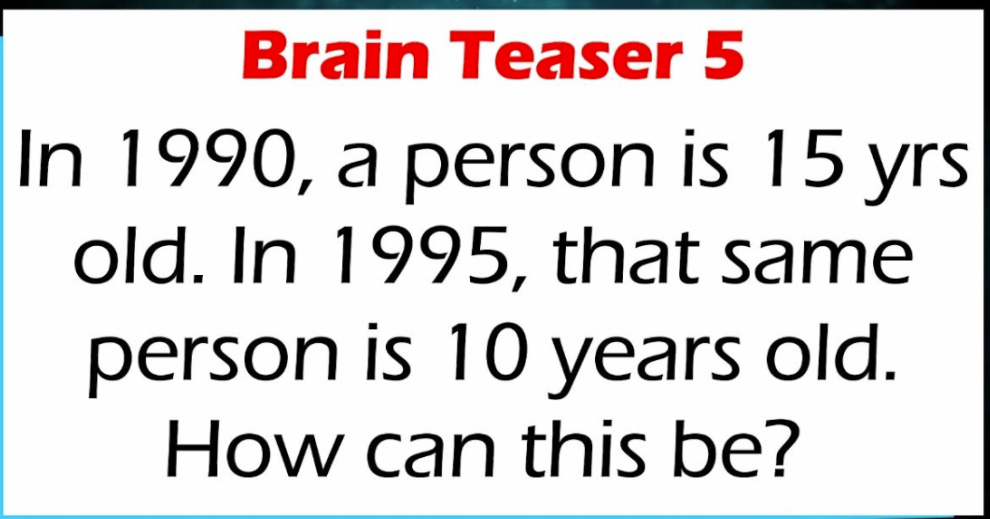 Brain Teaser 5
In 1990, a person is 15 yrs
old. In 1995, that same
person is 10 years old.
How can this be?